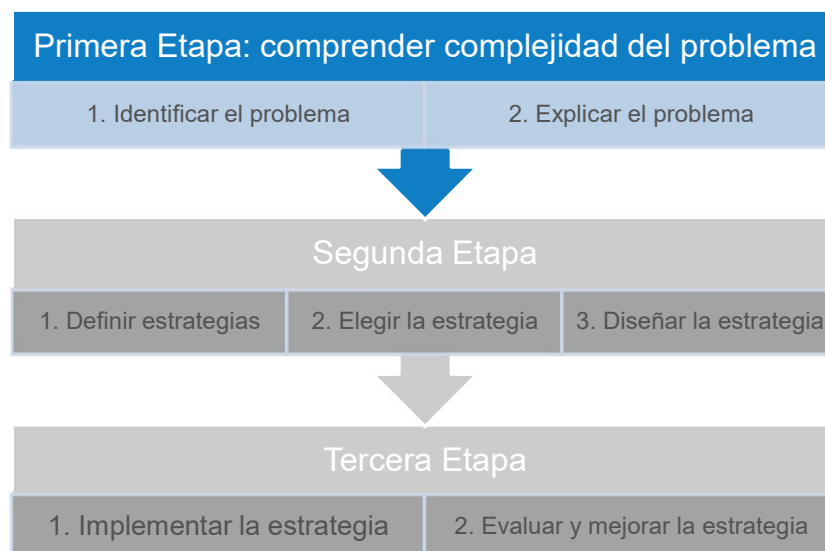 Primera Etapa: comprender complejidad del problema
1. Identificar el problema
2. Explicar el problema
Segunda Etapa
1. Definir estrategias
2. Elegir la estrategia
3. Diseñar la estrategia
Tercera Etapa
1. Implementar la estrategia
2. Evaluar y mejorar la estrategia